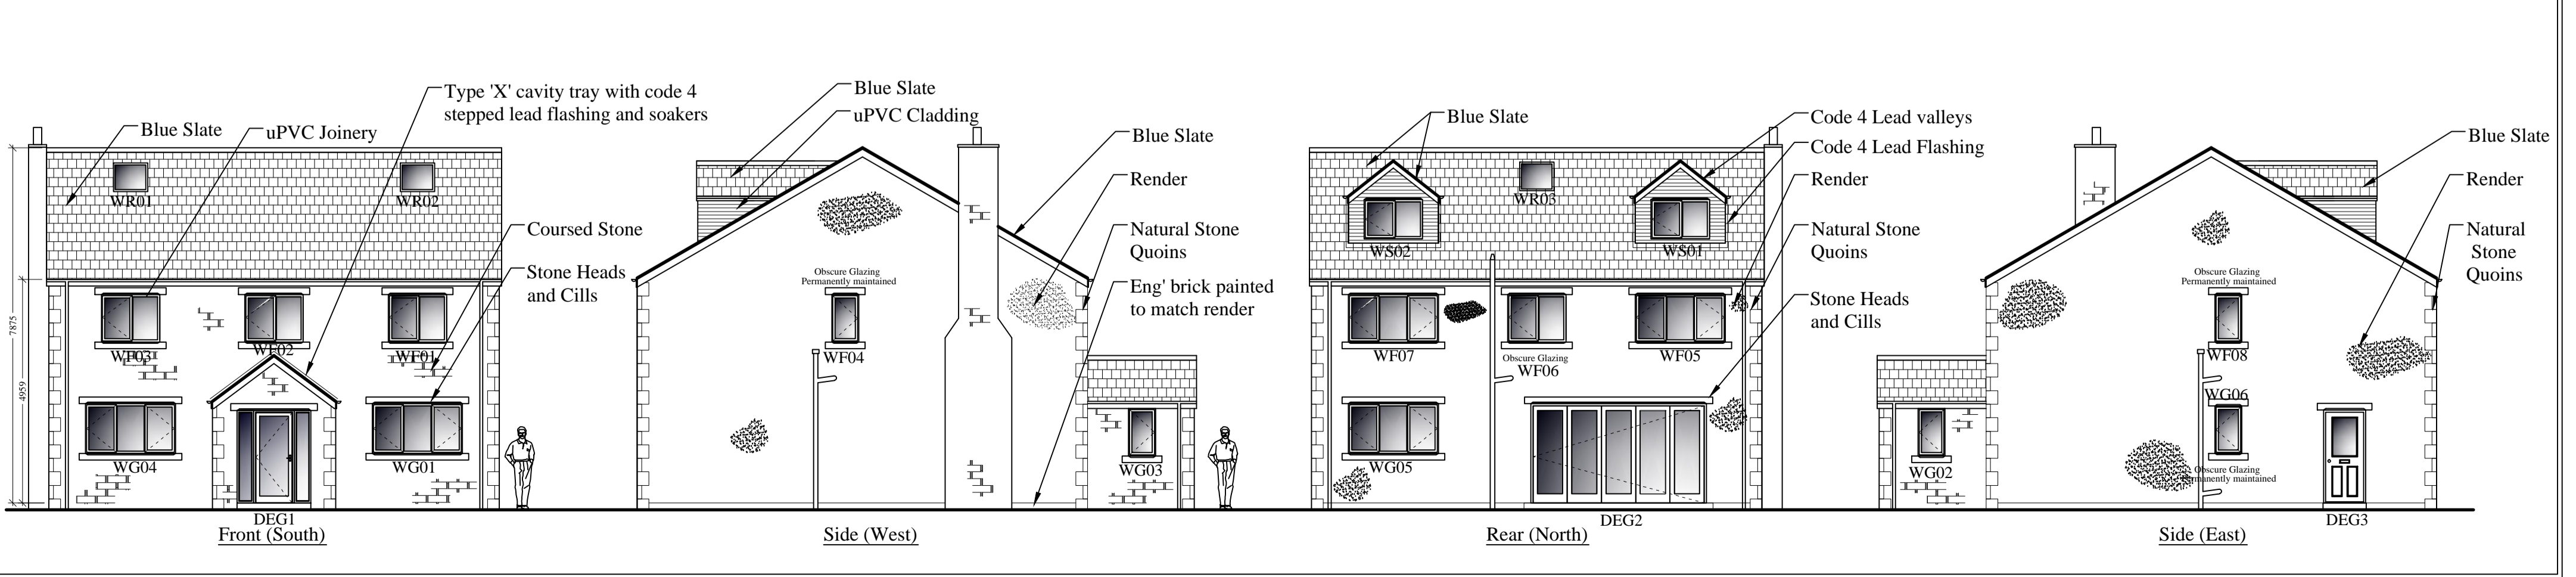 Type 'X' cavity tray with code 4
stepped lead flashing and soakers
Blue Slate
uPVC Joinery
WR01
WR02
Coursed Stone
Stone Heads
and Cills
7875
4959
WF03
WF02
WF01
WG04
WG01
DEG1
Front (South)
Blue Slate
uPVC Cladding
Blue Slate
Render
Natural Stone
Quoins
Eng' brick painted
to match render
Obscure Glazing
Permanently maintained
WF04
WG03
Side (West)
Blue Slate
Code 4 Lead valleys
Code 4 Lead Flashing
Render
Natural Stone
Quoins
Stone Heads
and Cills
WR03
WS02
WS01
WF07
Obscure Glazing
WF06
WF05
WG05
DEG2
Rear (North)
Blue Slate
Render
Natural
Stone
Quoins
Obscure Glazing
Permanently maintained
WF08
WG06
WG02
Obscure Glazing
Permanently maintained
DEG3
Side (East)